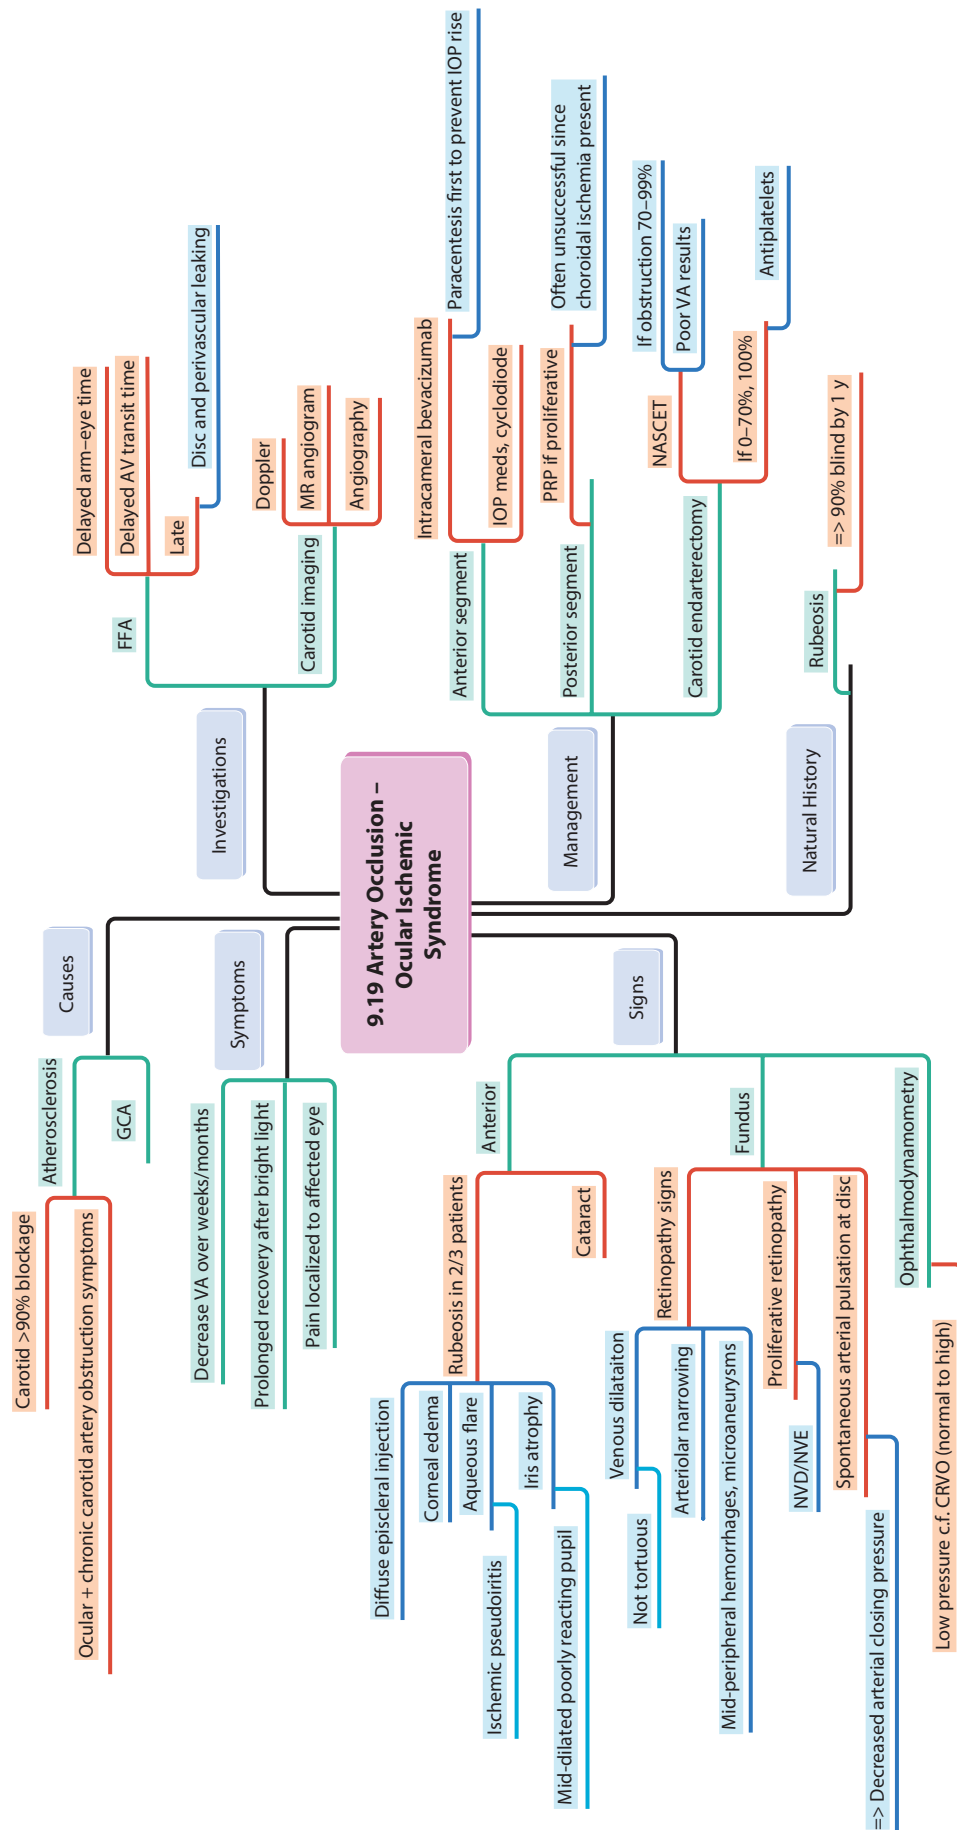 9.19 Artery Occlusion –
Ocular Ischemic
Syndrome
Causes
Atherosclerosis
Carotid >90% blockage
Ocular + chronic carotid artery obstruction symptoms
GCA
Symptoms
Decrease VA over weeks/months
Prolonged recovery after bright light
Pain localized to affected eye
Signs
Anterior
Rubeosis in 2/3 patients
Diffuse episcleral injection
Corneal edema
Aqueous flare
Ischemic pseudoiritis
Iris atrophy
Mid-dilated poorly reacting pupil
Cataract
Fundus
Retinopathy signs
Venous dilataiton
Not tortuous
Arteriolar narrowing
Mid-peripheral hemorrhages, microaneurysms
Proliferative retinopathy
NVD/NVE
Spontaneous arterial pulsation at disc
=> Decreased arterial closing pressure
Ophthalmodynamometry
Low pressure c.f. CRVO (normal to high)
Investigations
FFA
Delayed arm–eye time
Delayed AV transit time
Late
Disc and perivascular leaking
Carotid imaging
Doppler
MR angiogram
Angiography
Management
Anterior segment
Intracameral bevacizumab
Paracentesis first to prevent IOP rise
IOP meds, cyclodiode
Posterior segment
PRP if proliferative
Often unsuccessful since
choroidal ischemia present
Carotid endarterectomy
NASCET
If obstruction 70–99%
Poor VA results
If 0–70%, 100%
Antiplatelets
Natural History
Rubeosis
=> 90% blind by 1 y